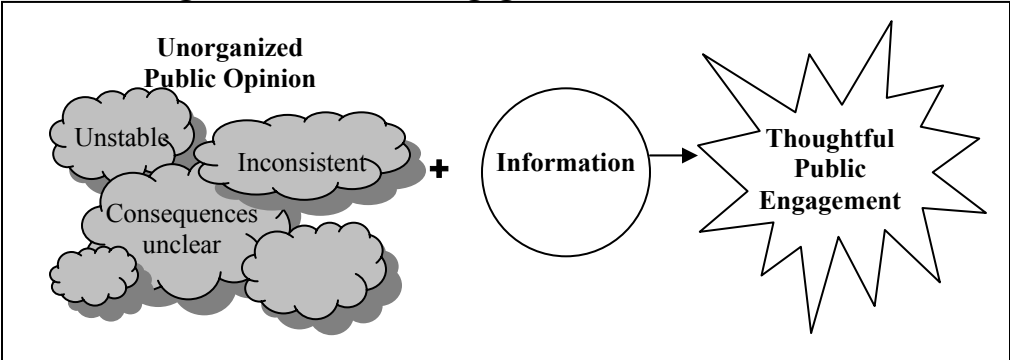 Unorganized
Public Opinion
Unstable
Inconsistent
Consequences
unclear
+
Information
Thoughtful
Public
Engagement